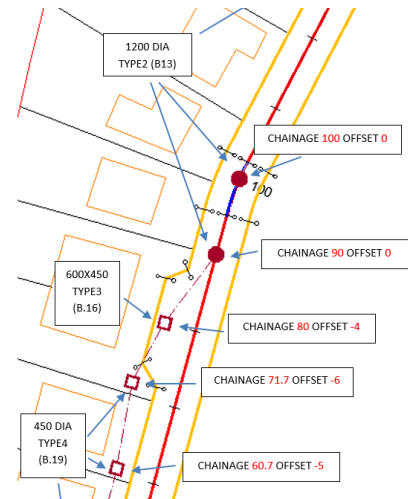 1200 DIA
TYPE2 (B13)
CHAINAGE 100 OFFSET 0
100
CHAINAGE 90 OFFSET 0
600X450
TYPE3
(B.16)
CHAINAGE 80 OFFSET -4
CHAINAGE 71.7 OFFSET -6
450 DIA
TYPE4
(B.19)
CHAINAGE 60.7 OFFSET -5